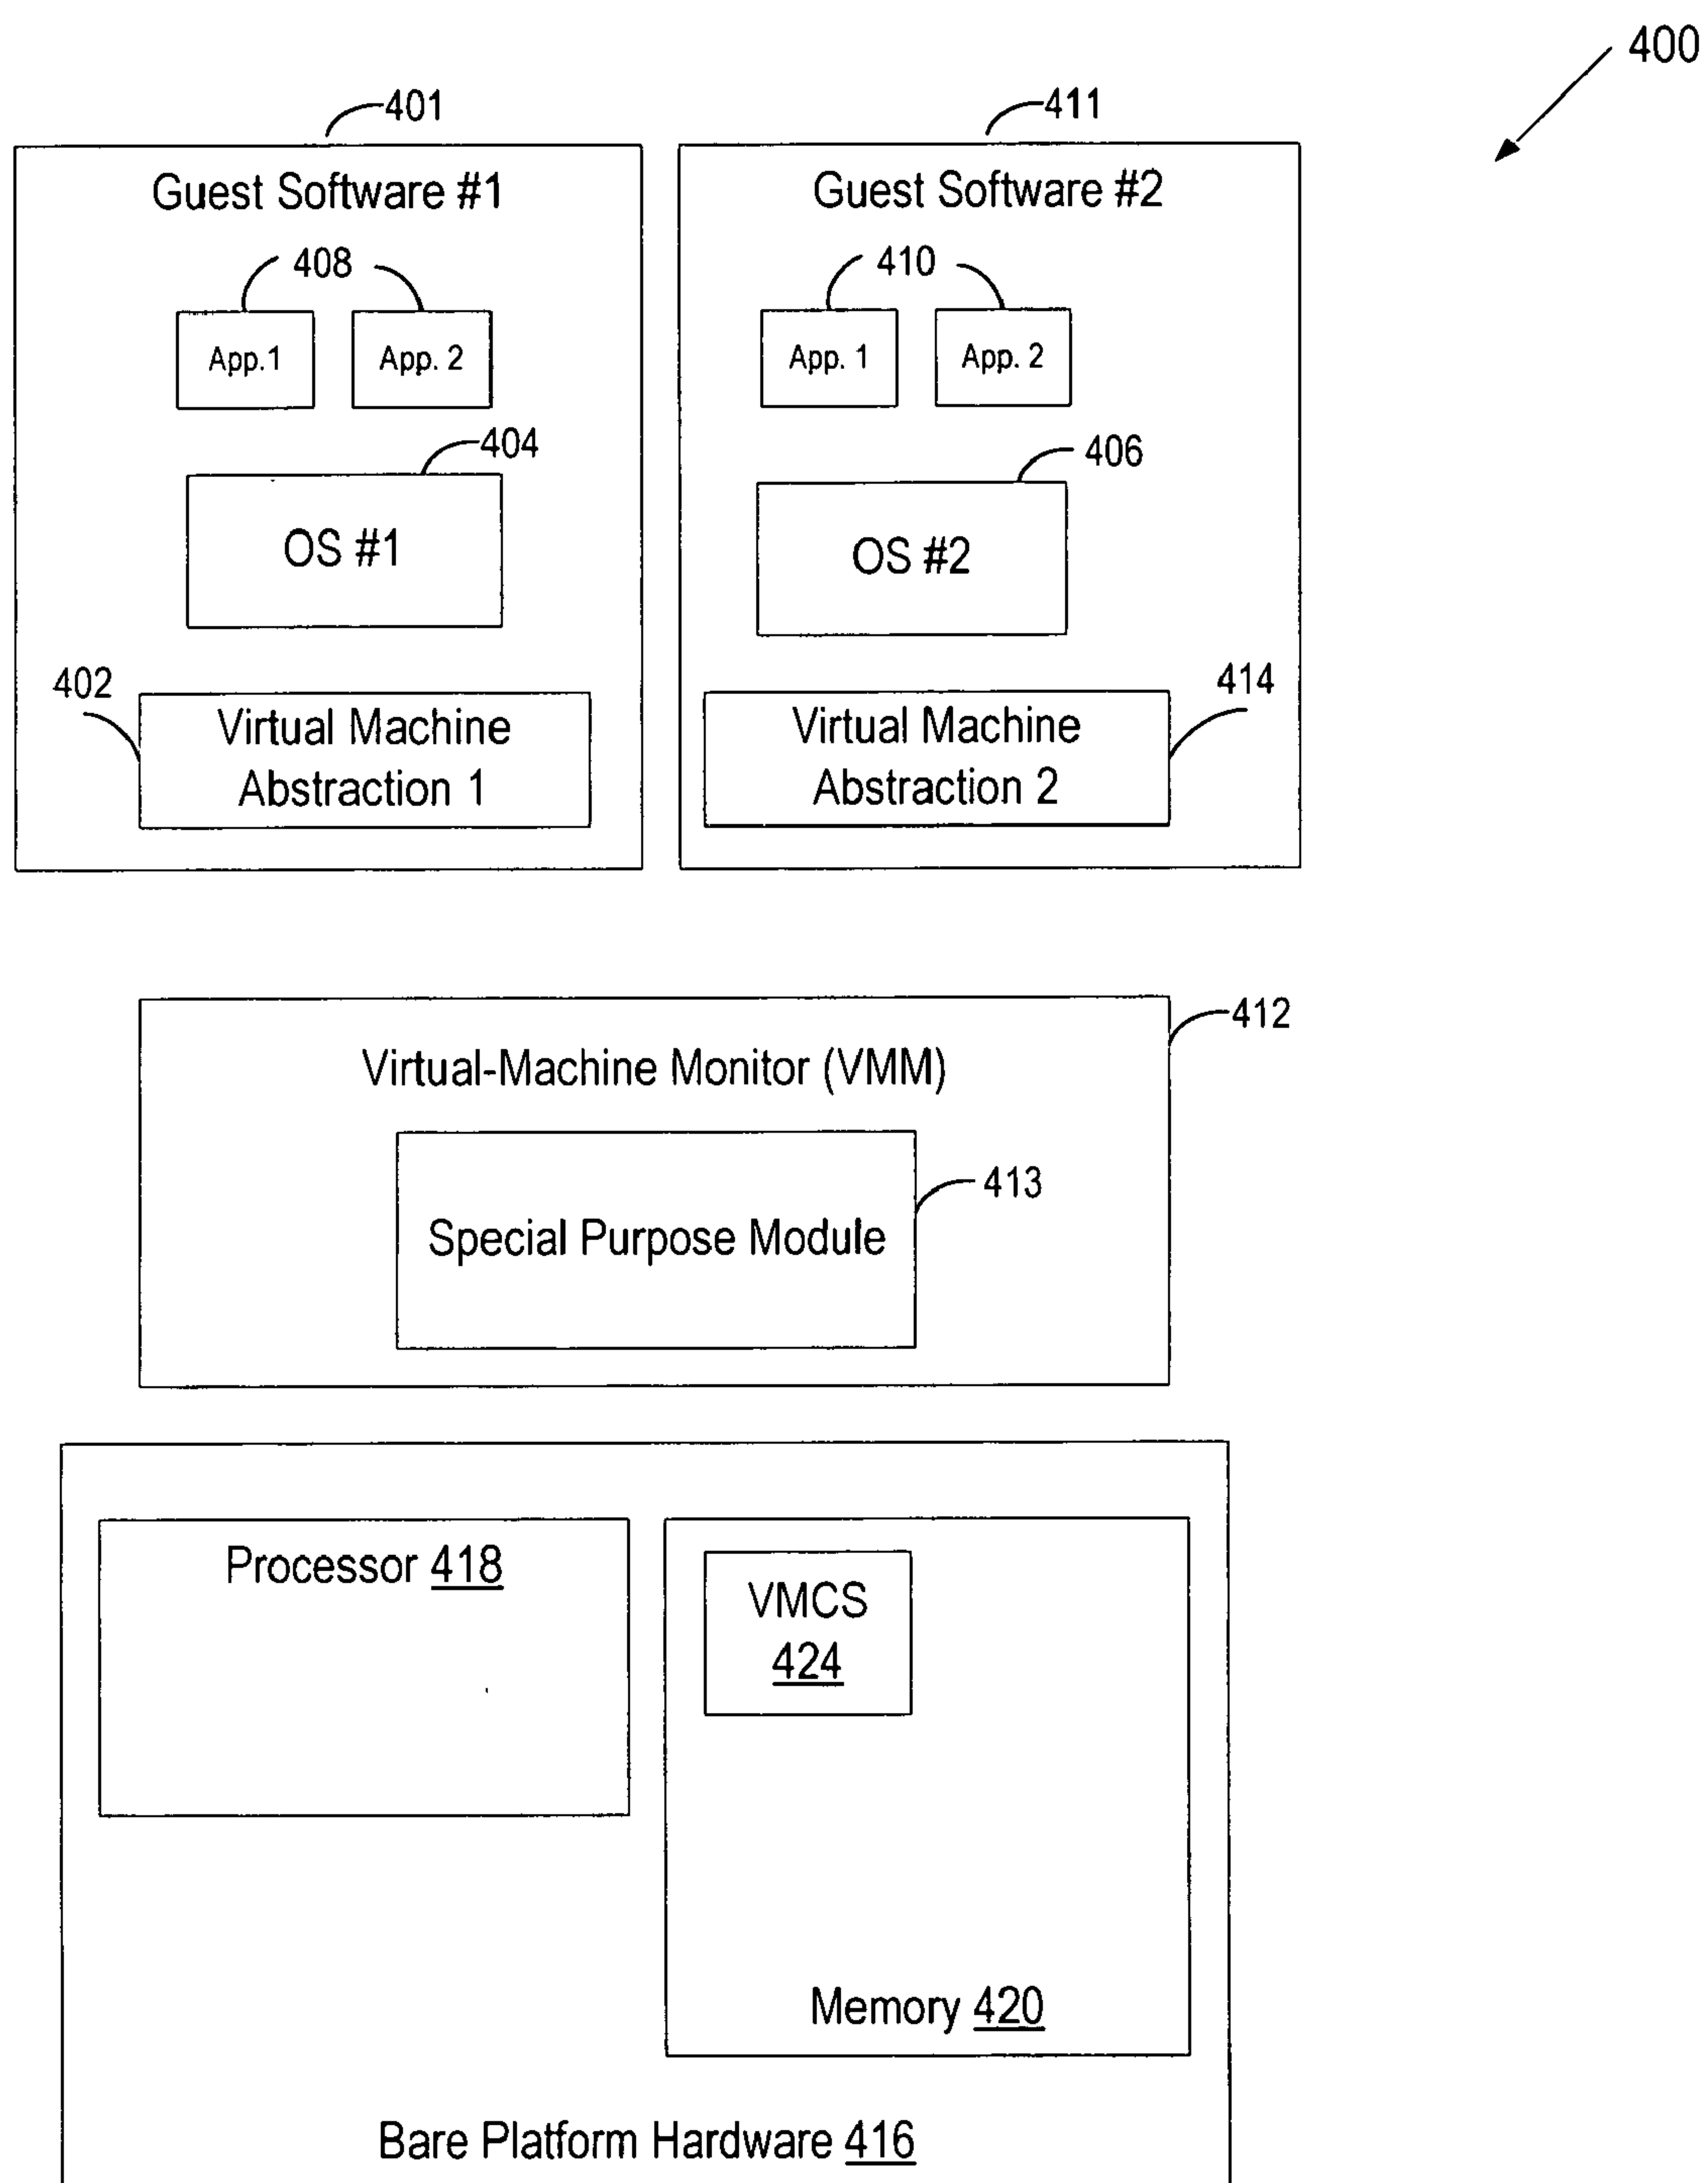 400
401
411
Guest Software #1
Guest Software #2
408
410
App.1
App. 2
App. 1
App. 2
404
406
OS #1
OS #2
402
414
Virtual Machine
Abstraction 1
Virtual Machine
Abstraction 2
412
Virtual-Machine Monitor (VMM)
413
Special Purpose Module
Processor 418
VMCS
424
Memory 420
Bare Platform Hardware 416